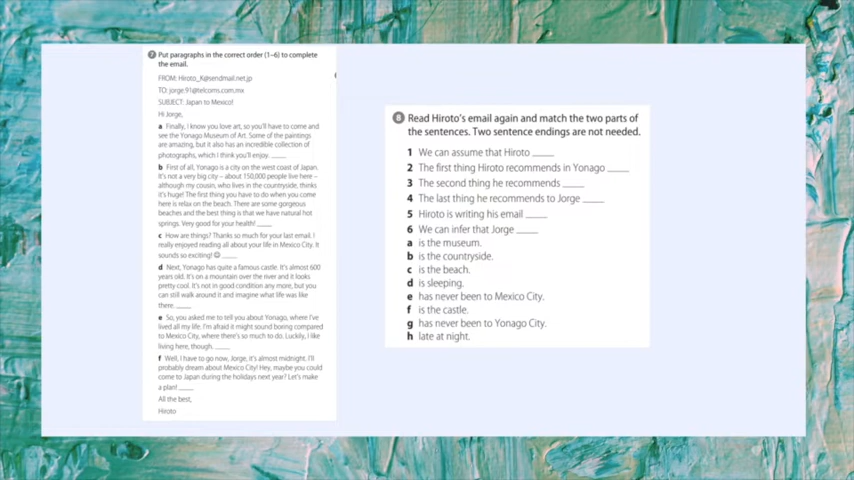 7 Put paragraphs in the correct order (1–6) to complete
the email.
FROM: Hiroto_K@sendmail.net.jp
TO: jorge.91@telcoms.com.mx
SUBJECT: Japan to Mexico!
Hi Jorge,
a Finally, I know you love art, so you'll have to come and
see the Yonago Museum of Art. Some of the paintings
are amazing, but it also has an incredible collection of
photographs, which I think you'll enjoy. ____
b First of all, Yonago is a city on the west coast of Japan.
It's not a very big city – about 150,000 people live here –
although my cousin, who lives in the countryside, thinks
it's huge! The first thing you have to do when you come
here is relax on the beach. There are some gorgeous
beaches and the best thing is that we have natural hot
springs. Very good for your health! ____
c How are things? Thanks so much for your last email. I
really enjoyed reading all about your life in Mexico City. It
sounds so exciting! ☺ ____
d Next, Yonago has quite a famous castle. It's almost 600
years old. It's on a mountain over the river and it looks
pretty cool. It's not in good condition any more, but you
can still walk around it and imagine what life was like
there. ____
e So, you asked me to tell you about Yonago, where I've
lived all my life. I'm afraid it might sound boring compared
to Mexico City, where there's so much to do. Luckily, I like
living here, though. ____
f Well, I have to go now, Jorge, it's almost midnight. I'll
probably dream about Mexico City! Hey, maybe you could
come to Japan during the holidays next year? Let's make
a plan! ____
All the best,
Hiroto
8 Read Hiroto's email again and match the two parts of
the sentences. Two sentence endings are not needed.
1 We can assume that Hiroto ____
2 The first thing Hiroto recommends in Yonago ____
3 The second thing he recommends ____
4 The last thing he recommends to Jorge ____
5 Hiroto is writing his email ____
6 We can infer that Jorge ____
a is the museum.
b is the countryside.
c is the beach.
d is sleeping.
e has never been to Mexico City.
f is the castle.
g has never been to Yonago City.
h late at night.